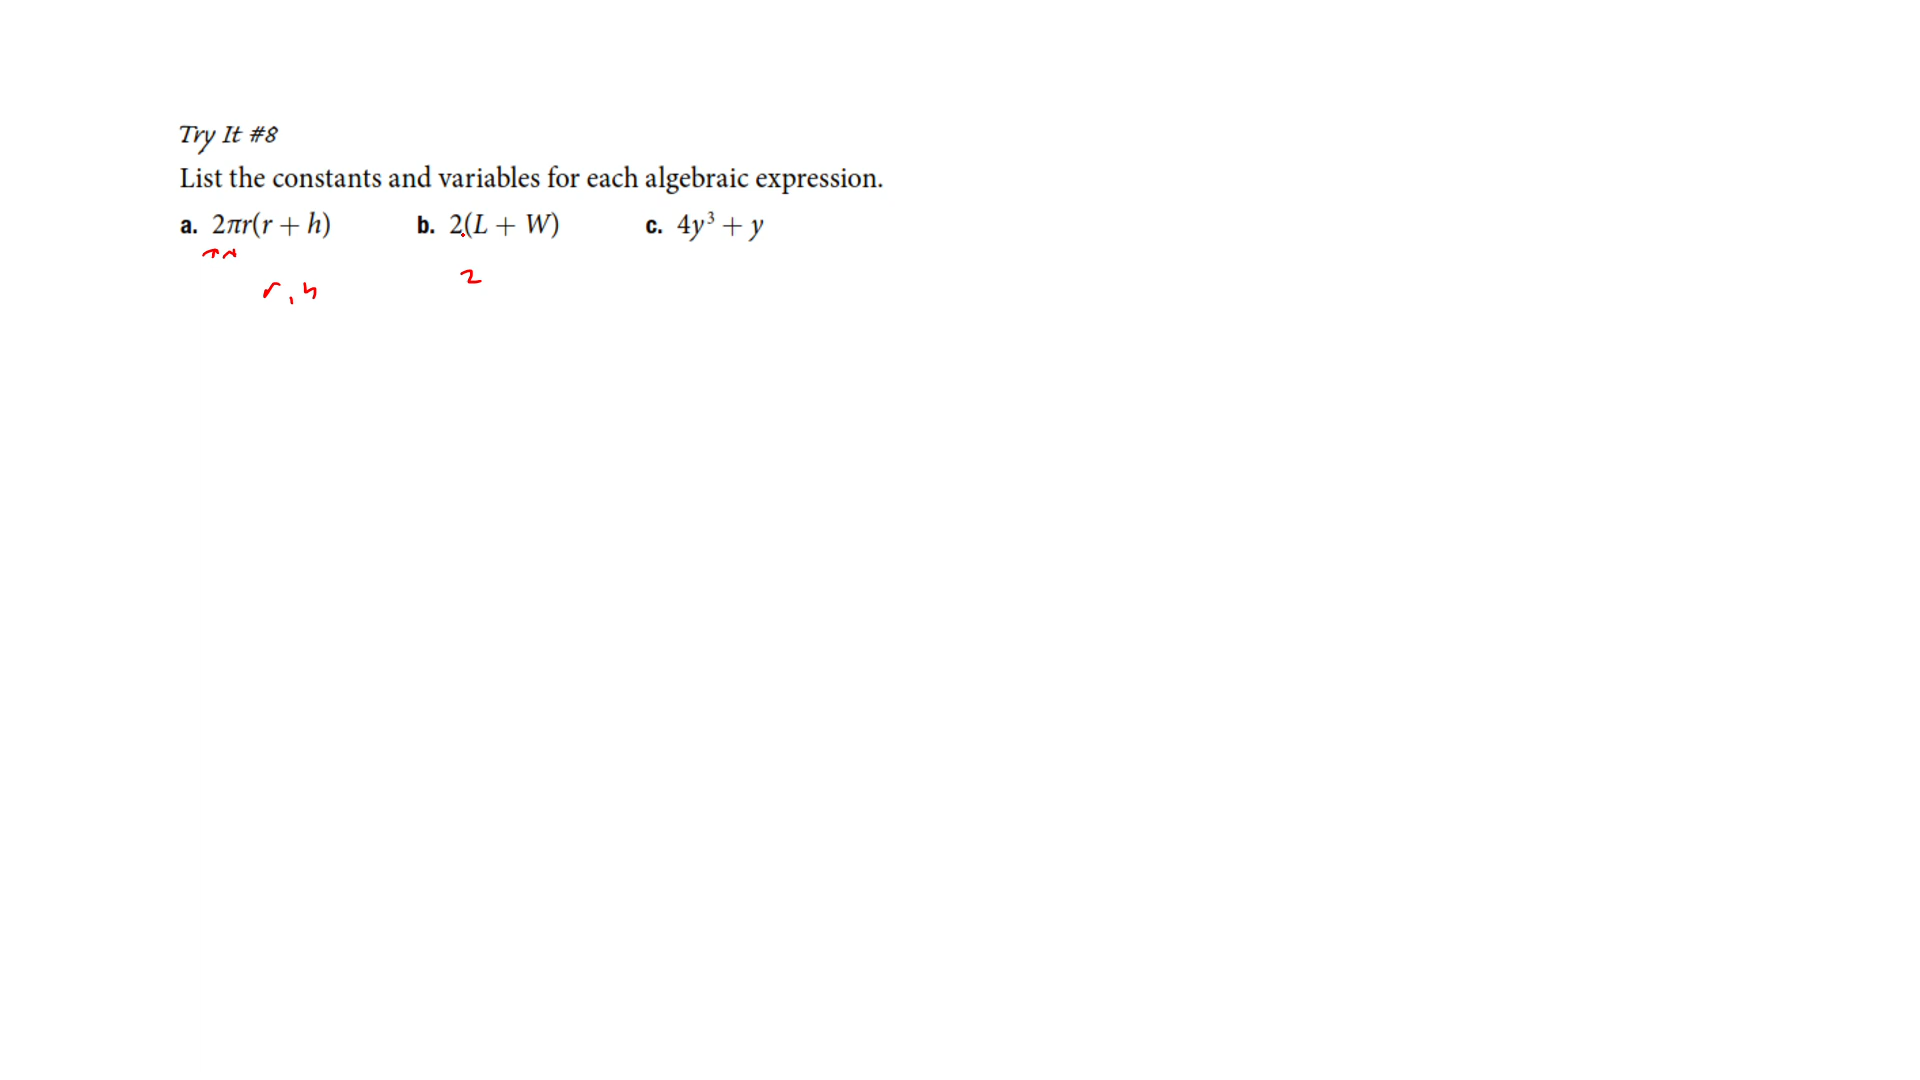 Try It #8
List the constants and variables for each algebraic expression.
a. 2πr(r + h) b. 2(L + W) c. 4y³ + y
r, h 2